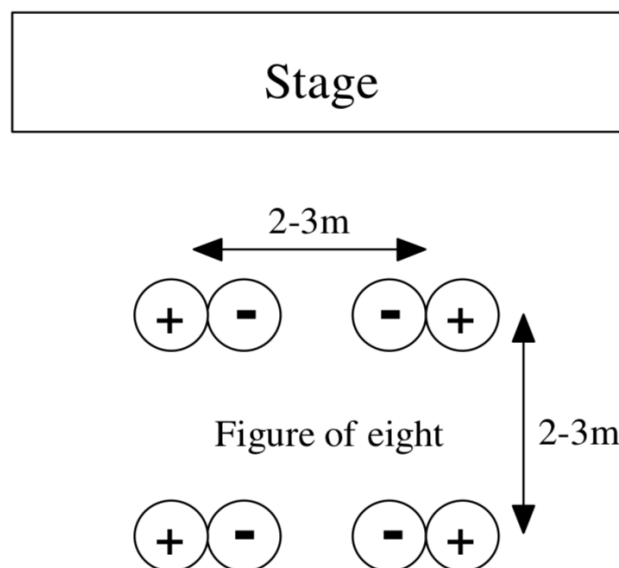 Stage
2-3m
+ - - +
Figure of eight
2-3m
+ - - +